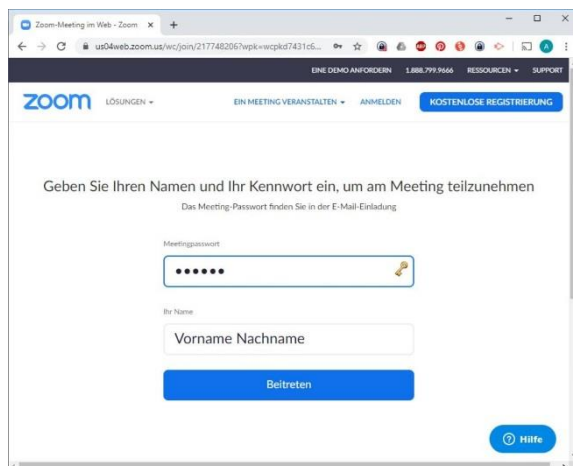 Zoom-Meeting im Web - Zoom
us04web.zoom.us/wc/join/217748206?wpk=wcpkd7431c6...
EINE DEMO ANFORDERN 1.888.799.9666 RESSOURCEN SUPPORT
zoom LÖSUNGEN EIN MEETING VERANSTALTEN ANMELDEN KOSTENLOSE REGISTRIERUNG
Geben Sie Ihren Namen und Ihr Kennwort ein, um am Meeting teilzunehmen
Das Meeting-Passwort finden Sie in der E-Mail-Einladung
Meetingpasswort
••••••
Ihr Name
Vorname Nachname
Beitreten
Hilfe